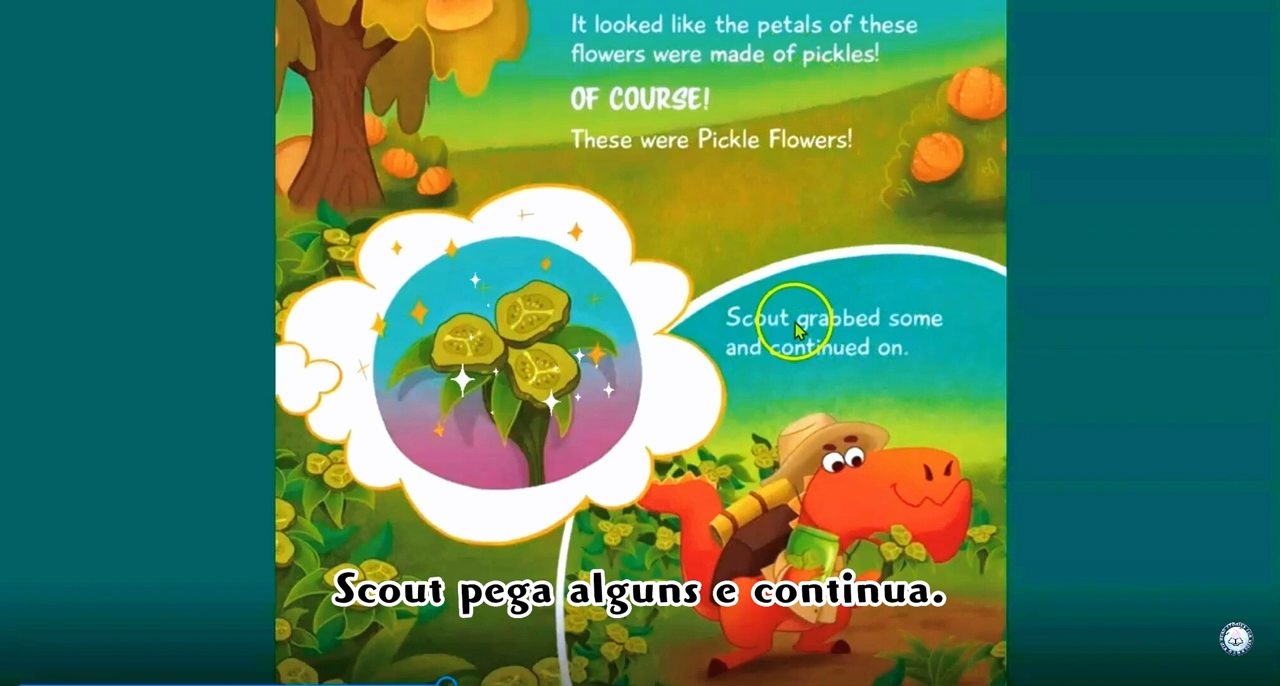 It looked like the petals of these
flowers were made of pickles!
OF COURSE!
These were Pickle Flowers!
Scout grabbed some
and continued on.
Scout pega alguns e continua.